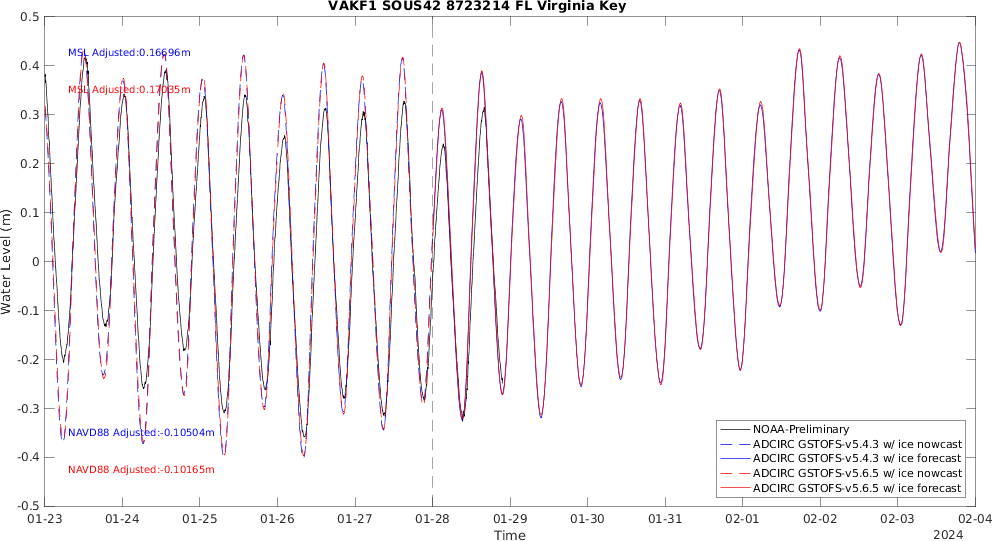 VAKF1 SOUS42 8723214 FL Virginia Key
0.5
0.4
0.3
0.2
0.1
0
-0.1
-0.2
-0.3
-0.4
-0.5
Water Level (m)
MSL Adjusted:0.16696m
MSL Adjusted:0.17035m
NAVD88 Adjusted:-0.10504m
NAVD88 Adjusted:-0.10165m
NOAA-Preliminary
ADCIRC GSTOFS-v5.4.3 w/ ice nowcast
ADCIRC GSTOFS-v5.4.3 w/ ice forecast
ADCIRC GSTOFS-v5.6.5 w/ ice nowcast
ADCIRC GSTOFS-v5.6.5 w/ ice forecast
01-23 01-24 01-25 01-26 01-27 01-28 01-29 01-30 01-31 02-01 02-02 02-03 02-04
Time
2024